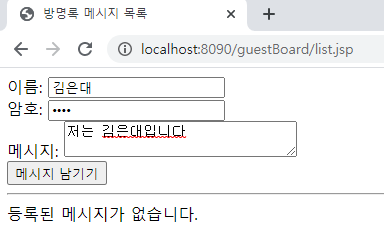 방명록 메시지 목록
localhost:8090/guestBoard/list.jsp
이름: 김은대
암호: ••••
메시지: 저는 김은대입니다
메시지 남기기
등록된 메시지가 없습니다.